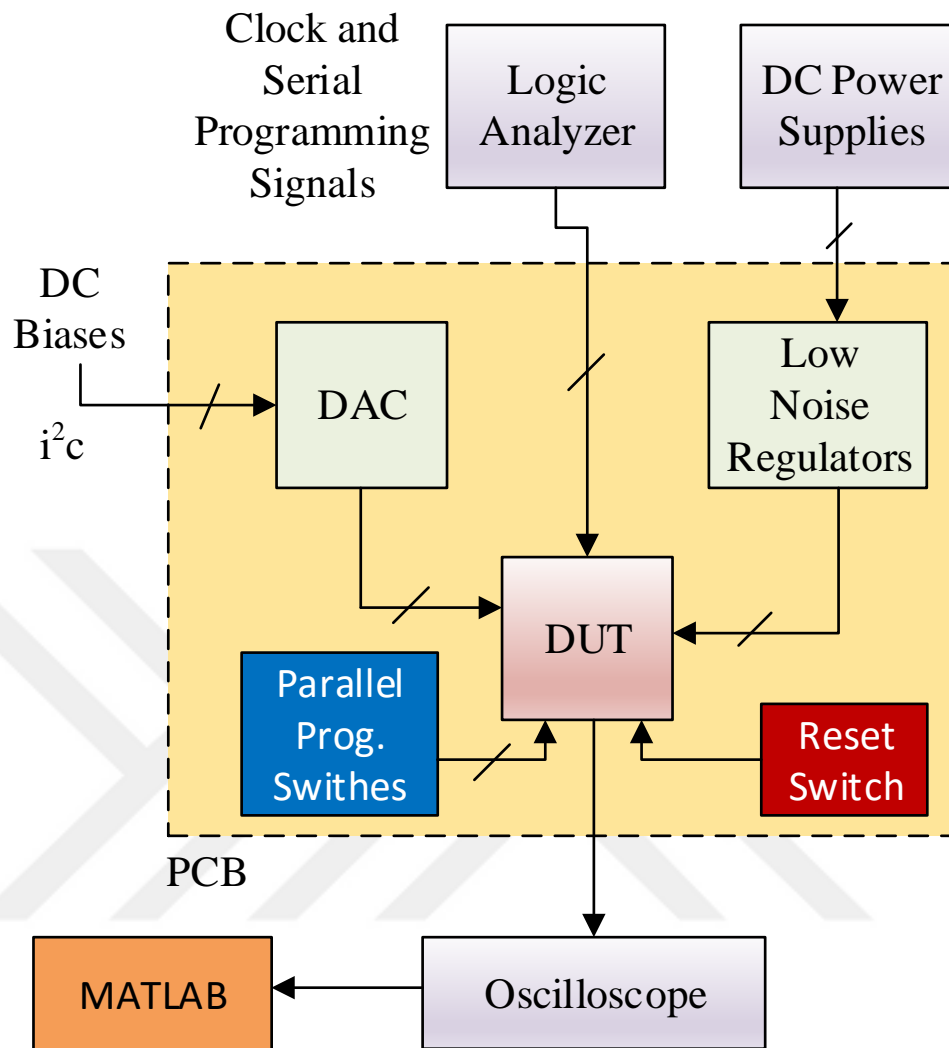 Clock and
Serial
Programming
Signals
Logic
Analyzer
DC Power
Supplies
DC
Biases
i²c
DAC
Low
Noise
Regulators
DUT
Parallel
Prog.
Swithes
Reset
Switch
PCB
MATLAB
Oscilloscope